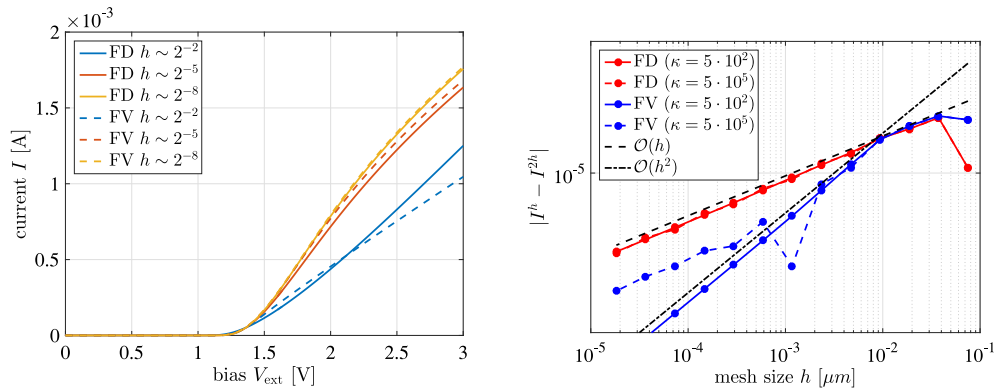 ×10⁻³
2
1.5
1
0.5
0
current I [A]
FD h ∼ 2⁻²
FD h ∼ 2⁻⁵
FD h ∼ 2⁻⁸
FV h ∼ 2⁻²
FV h ∼ 2⁻⁵
FV h ∼ 2⁻⁸
0 0.5 1 1.5 2 2.5 3
bias V_ext [V]
|I^h − I^{2h}|
10⁻⁵
FD (κ = 5 · 10²)
FD (κ = 5 · 10⁵)
FV (κ = 5 · 10²)
FV (κ = 5 · 10⁵)
𝒪(h)
𝒪(h²)
10⁻⁵ 10⁻⁴ 10⁻³ 10⁻² 10⁻¹
mesh size h [μm]